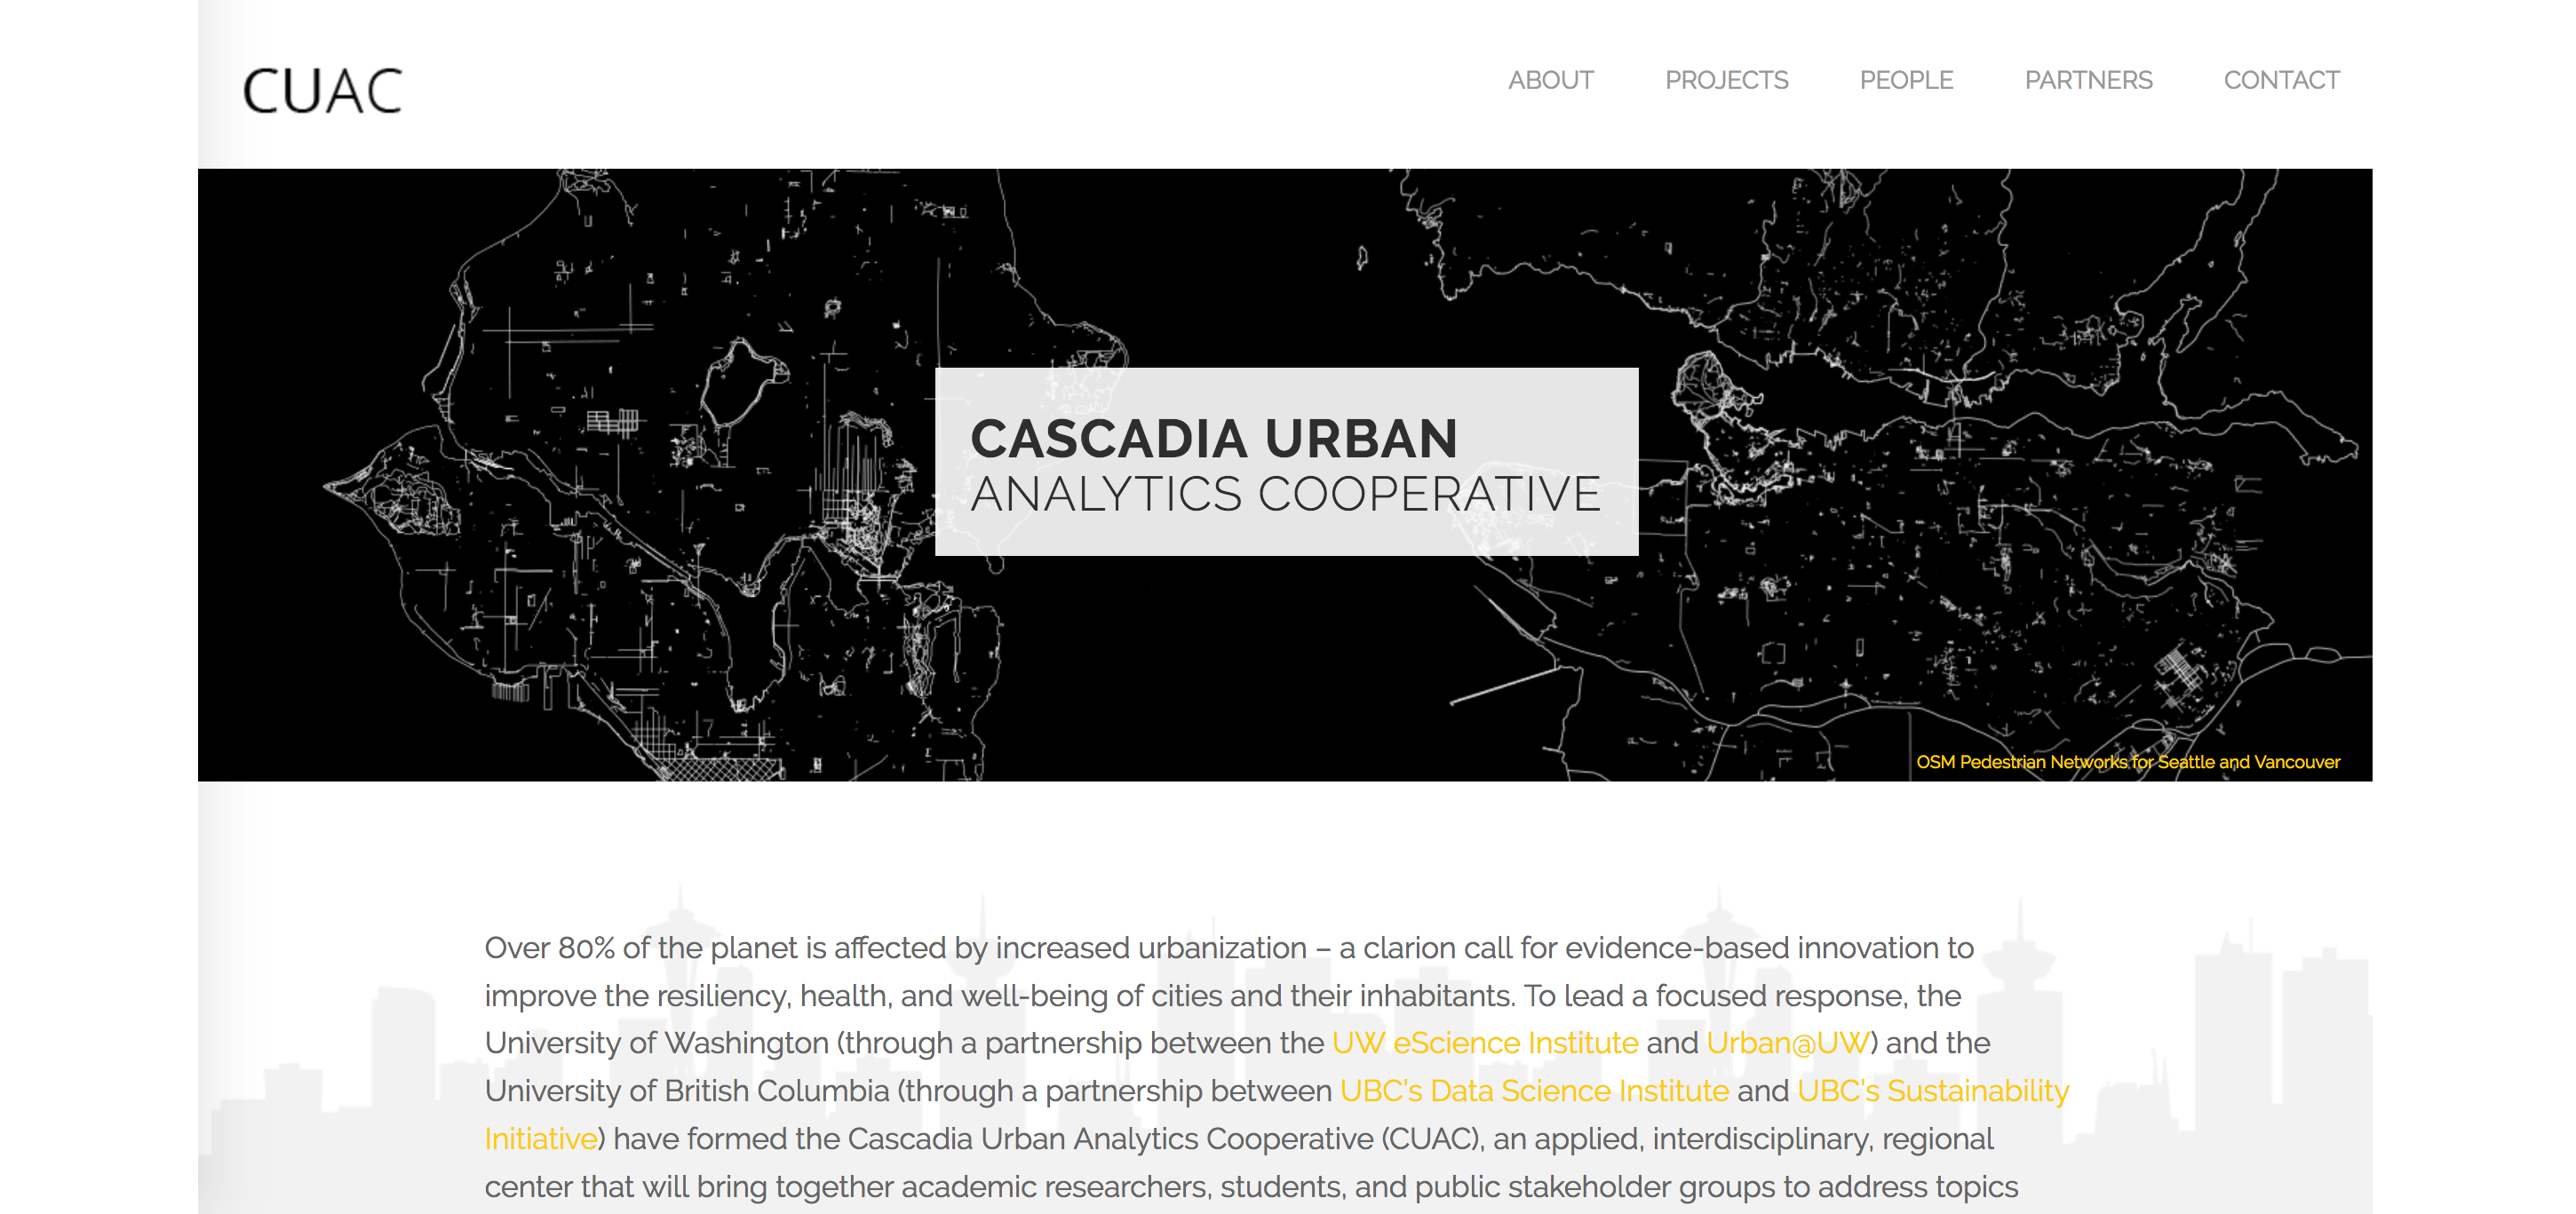 CUAC
ABOUT PROJECTS PEOPLE PARTNERS CONTACT
CASCADIA URBAN
ANALYTICS COOPERATIVE
OSM Pedestrian Networks for Seattle and Vancouver
Over 80% of the planet is affected by increased urbanization – a clarion call for evidence-based innovation to
improve the resiliency, health, and well-being of cities and their inhabitants. To lead a focused response, the
University of Washington (through a partnership between the UW eScience Institute and Urban@UW) and the
University of British Columbia (through a partnership between UBC's Data Science Institute and UBC's Sustainability
Initiative) have formed the Cascadia Urban Analytics Cooperative (CUAC), an applied, interdisciplinary, regional
center that will bring together academic researchers, students, and public stakeholder groups to address topics